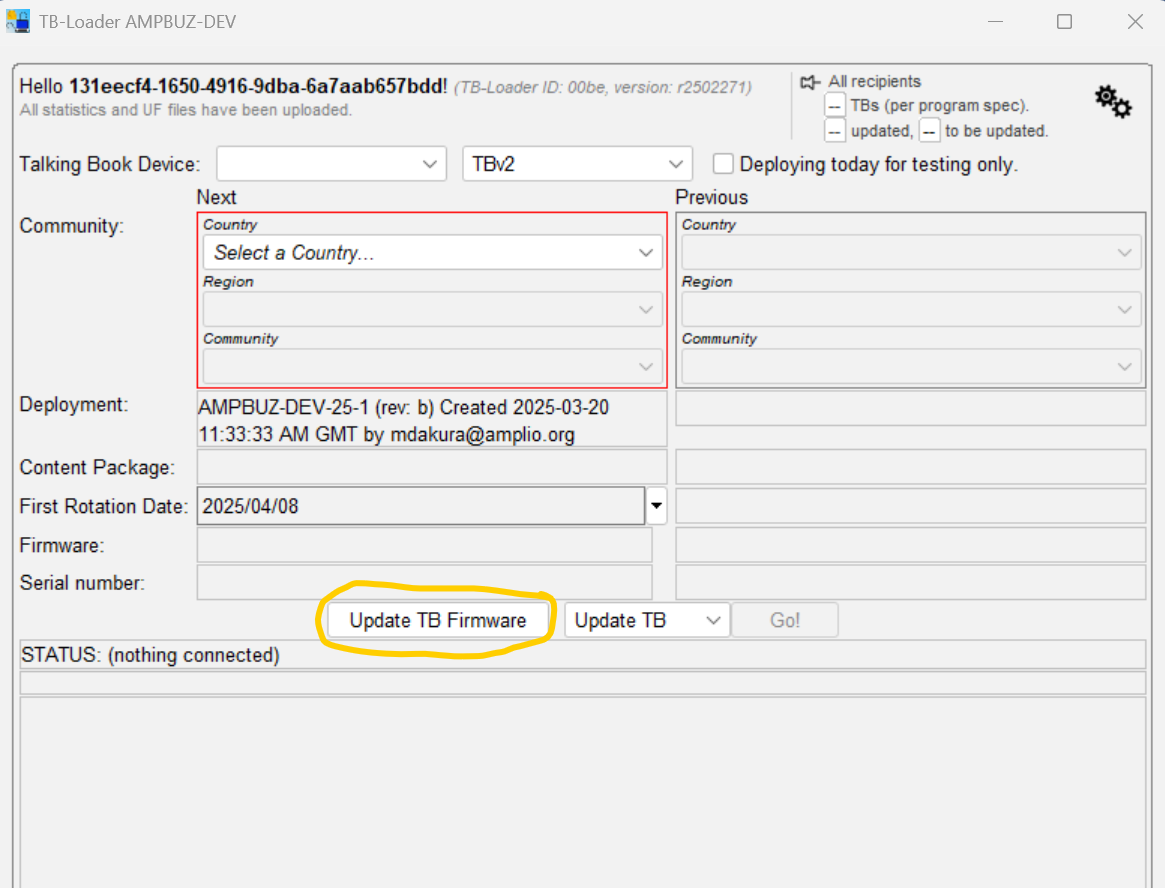 TB-Loader AMPBUZ-DEV
Hello 131eecf4-1650-4916-9dba-6a7aab657bdd! (TB-Loader ID: 00be, version: r2502271)
All statistics and UF files have been uploaded.
All recipients
-- TBs (per program spec).
-- updated, -- to be updated.
Talking Book Device: TBv2 Deploying today for testing only.
Next Previous
Community:
Country Country
Select a Country...
Region Region
Community Community
Deployment: AMPBUZ-DEV-25-1 (rev: b) Created 2025-03-20
11:33:33 AM GMT by mdakura@amplio.org
Content Package:
First Rotation Date: 2025/04/08
Firmware:
Serial number:
Update TB Firmware Update TB Go!
STATUS: (nothing connected)